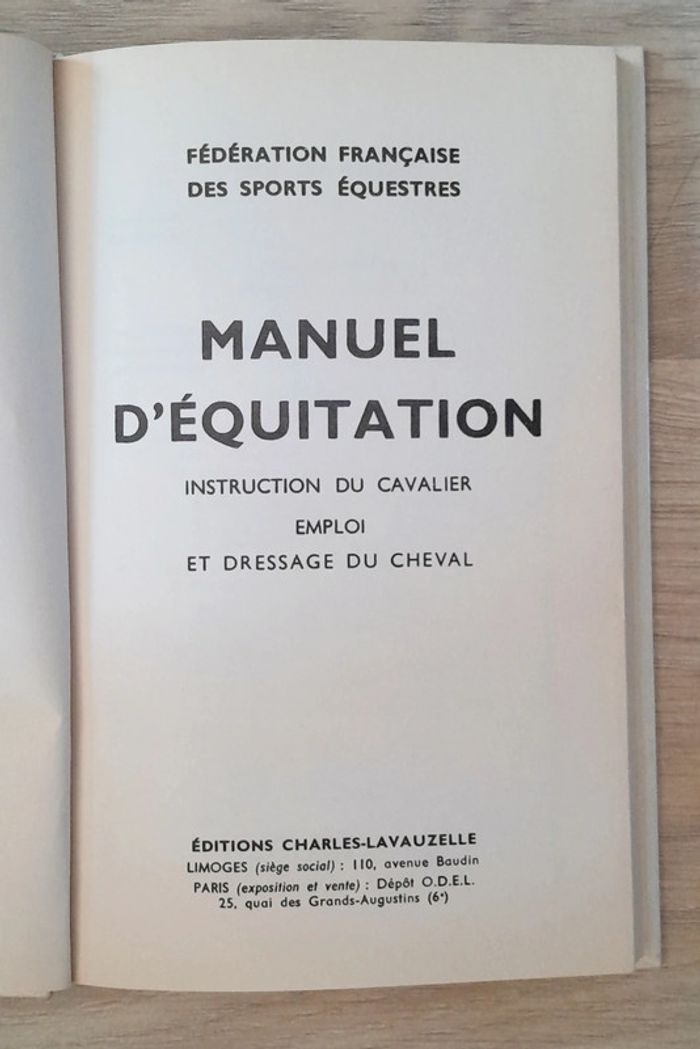 FÉDÉRATION FRANÇAISE
DES SPORTS ÉQUESTRES
MANUEL
D'ÉQUITATION
INSTRUCTION DU CAVALIER
EMPLOI
ET DRESSAGE DU CHEVAL
ÉDITIONS CHARLES-LAVAUZELLE
LIMOGES (siège social) : 110, avenue Baudin
PARIS (exposition et vente) : Dépôt O.D.E.L.
25, quai des Grands-Augustins (6e)